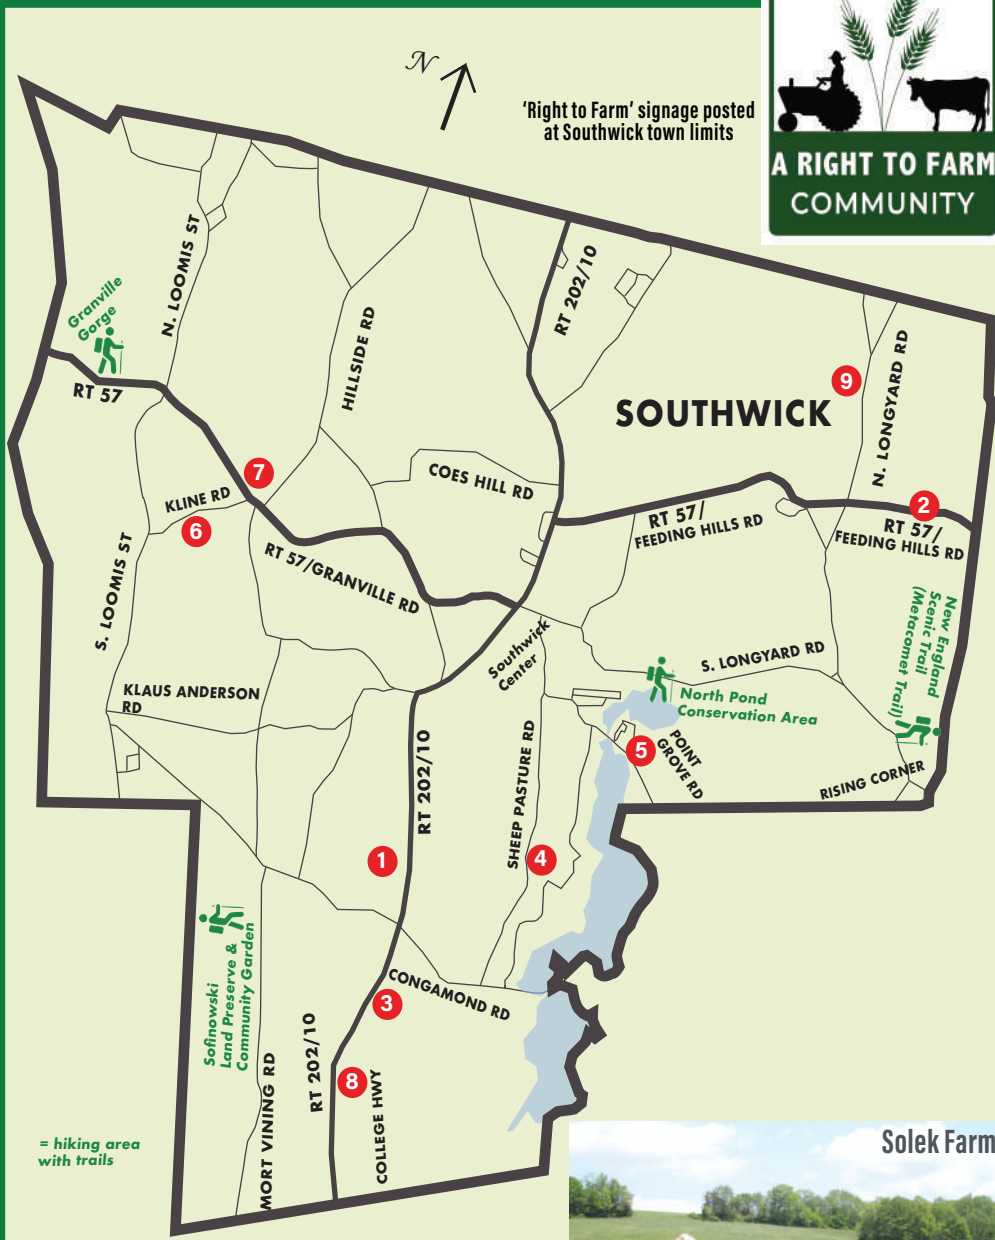 N
'Right to Farm' signage posted
at Southwick town limits
A RIGHT TO FARM
COMMUNITY
N. LOOMIS ST
Granville
Gorge
RT 57
HILLSIDE RD
RT 202/10
N. LONGYARD RD
9
SOUTHWICK
COES HILL RD
7
KLINE RD
6
2
RT 57/
FEEDING HILLS RD
RT 57/
FEEDING HILLS RD
RT 57/GRANVILLE RD
S. LOOMIS ST
Southwick
Center
S. LONGYARD RD
New England
Scenic Trail
(Metacomet Trail)
KLAUS ANDERSON
RD
North Pond
Conservation Area
RT 202/10
SHEEP PASTURE RD
5
POINT
GROVE RD
RISING CORNER
1
4
Sofinowski
Land Preserve &
Community Garden
CONGAMOND RD
3
RT 202/10
8
COLLEGE HWY
MORT VINING RD
= hiking area
with trails
Solek Farm